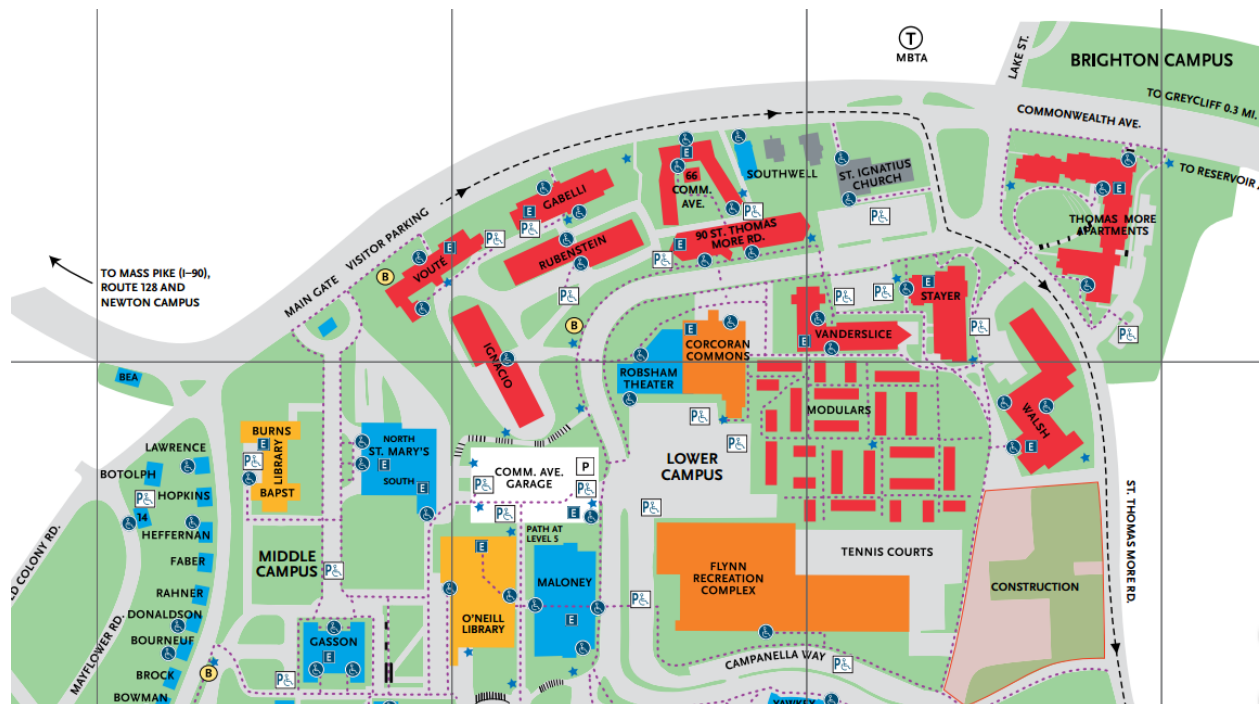 T
MBTA
LAKE ST.
BRIGHTON CAMPUS
TO GREYCLIFF 0.3 MI.
COMMONWEALTH AVE.
TO RESERVOIR
SOUTHWELL
ST. IGNATIUS
CHURCH
E
66
COMM.
AVE.
P
E
THOMAS MORE
APARTMENTS
GABELLI
E
P
P
E
90 ST. THOMAS
MORE RD.
P
P
RUBENSTEIN
MAIN GATE VISITOR PARKING
VOUTÉ
E
P
B
TO MASS PIKE (I–90),
ROUTE 128 AND
NEWTON CAMPUS
P
B
E
STAYER
P
P
P
P
E
VANDERSLICE
E
CORCORAN
COMMONS
ROBSHAM
THEATER
IGNACIO
BEA
MODULARS
WALSH
E
BURNS
E
LIBRARY
BAPST
P
NORTH
ST. MARY'S
E
SOUTH
E
LAWRENCE
BOTOLPH
P
HOPKINS
14
HEFFERNAN
FABER
RAHNER
DONALDSON
BOURNEUF
BROCK
BOWMAN
B
COMM. AVE.
GARAGE
P
P
P
P
E
PATH AT
LEVEL 5
LOWER
CAMPUS
P
P
P
MIDDLE
CAMPUS
P
E
O'NEILL
LIBRARY
MALONEY
E
P
FLYNN
RECREATION
COMPLEX
TENNIS COURTS
CONSTRUCTION
ST. THOMAS MORE RD.
GASSON
E
P
CAMPANELLA WAY
P
YAWKEY
MAYFLOWER RD.
COLONY RD.